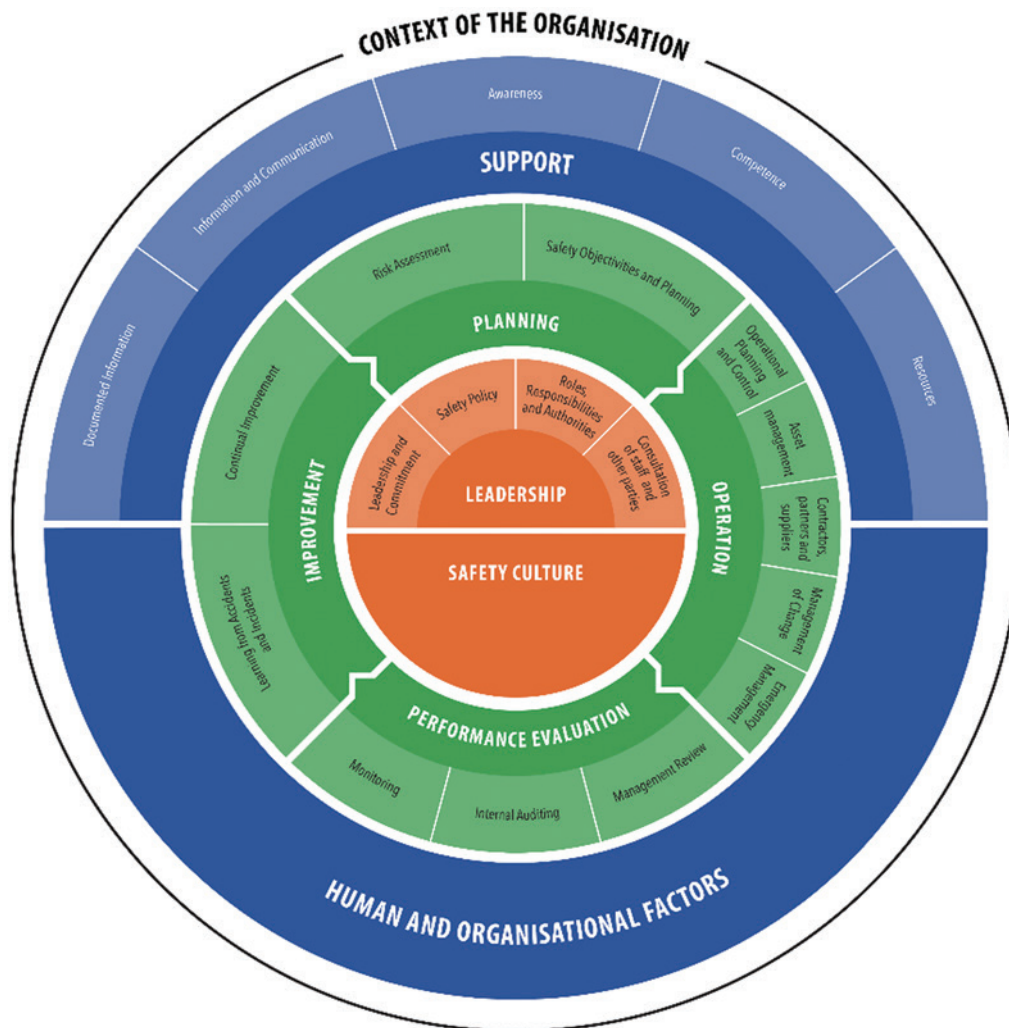 CONTEXT OF THE ORGANISATION
Awareness
Information and Communication
Competence
Documented Information
Resources
SUPPORT
Risk Assessment
Safety Objectivities and Planning
PLANNING
Continual Improvement
Learning from Accidents
and Incidents
IMPROVEMENT
Operational
Planning
and Control
Asset
management
Contractors,
partners and
suppliers
Management
of Change
Emergency
Management
OPERATION
Leadership and
Commitment
Safety Policy
Roles,
Responsibilities
and Authorities
Consultation
of staff and
other parties
LEADERSHIP
SAFETY CULTURE
PERFORMANCE EVALUATION
Monitoring
Internal Auditing
Management Review
HUMAN AND ORGANISATIONAL FACTORS